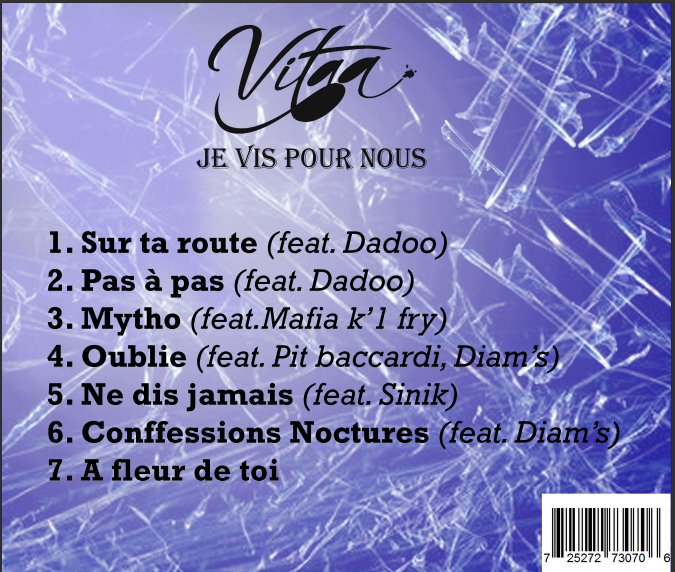 Vitaa
JE VIS POUR NOUS
1. Sur ta route (feat. Dadoo)
2. Pas à pas (feat. Dadoo)
3. Mytho (feat.Mafia k'1 fry)
4. Oublie (feat. Pit baccardi, Diam's)
5. Ne dis jamais (feat. Sinik)
6. Conffessions Noctures (feat. Diam's)
7. A fleur de toi
7 25272 73070 6